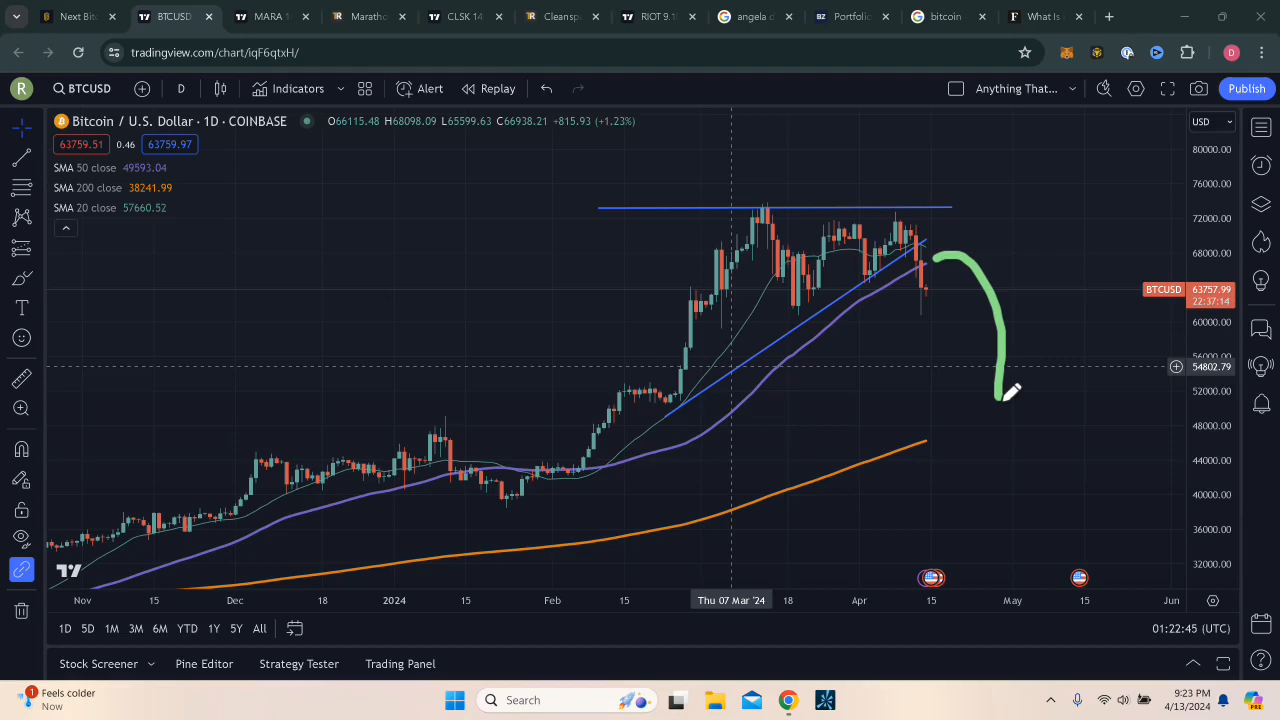 Next Bit
BTCUSD
MARA 1
Maratho
CLSK 14
Cleansp
RIOT 9.1
angela d
Portfolic
bitcoin
What Is
tradingview.com/chart/iqF6qtxH/
D
R
BTCUSD
D
Indicators
Alert
Replay
Anything That...
Publish
Bitcoin / U.S. Dollar · 1D · COINBASE
O66115.48 H68098.09 L65599.63 C66938.21 +815.93 (+1.23%)
USD
63759.51 0.46 63759.97
SMA 50 close 49593.04
SMA 200 close 38241.99
SMA 20 close 57660.52
80000.00
76000.00
72000.00
68000.00
BTCUSD 63757.99
22:37:14
60000.00
56000.00
54802.79
52000.00
48000.00
44000.00
40000.00
36000.00
32000.00
Nov 15 Dec 18 2024 15 Feb 15 Thu 07 Mar '24 18 Apr 15 May 15 Jun
1D 5D 1M 3M 6M YTD 1Y 5Y All
01:22:45 (UTC)
Stock Screener Pine Editor Strategy Tester Trading Panel
1
Feels colder
Now
Search
PRE
9:23 PM
4/13/2024